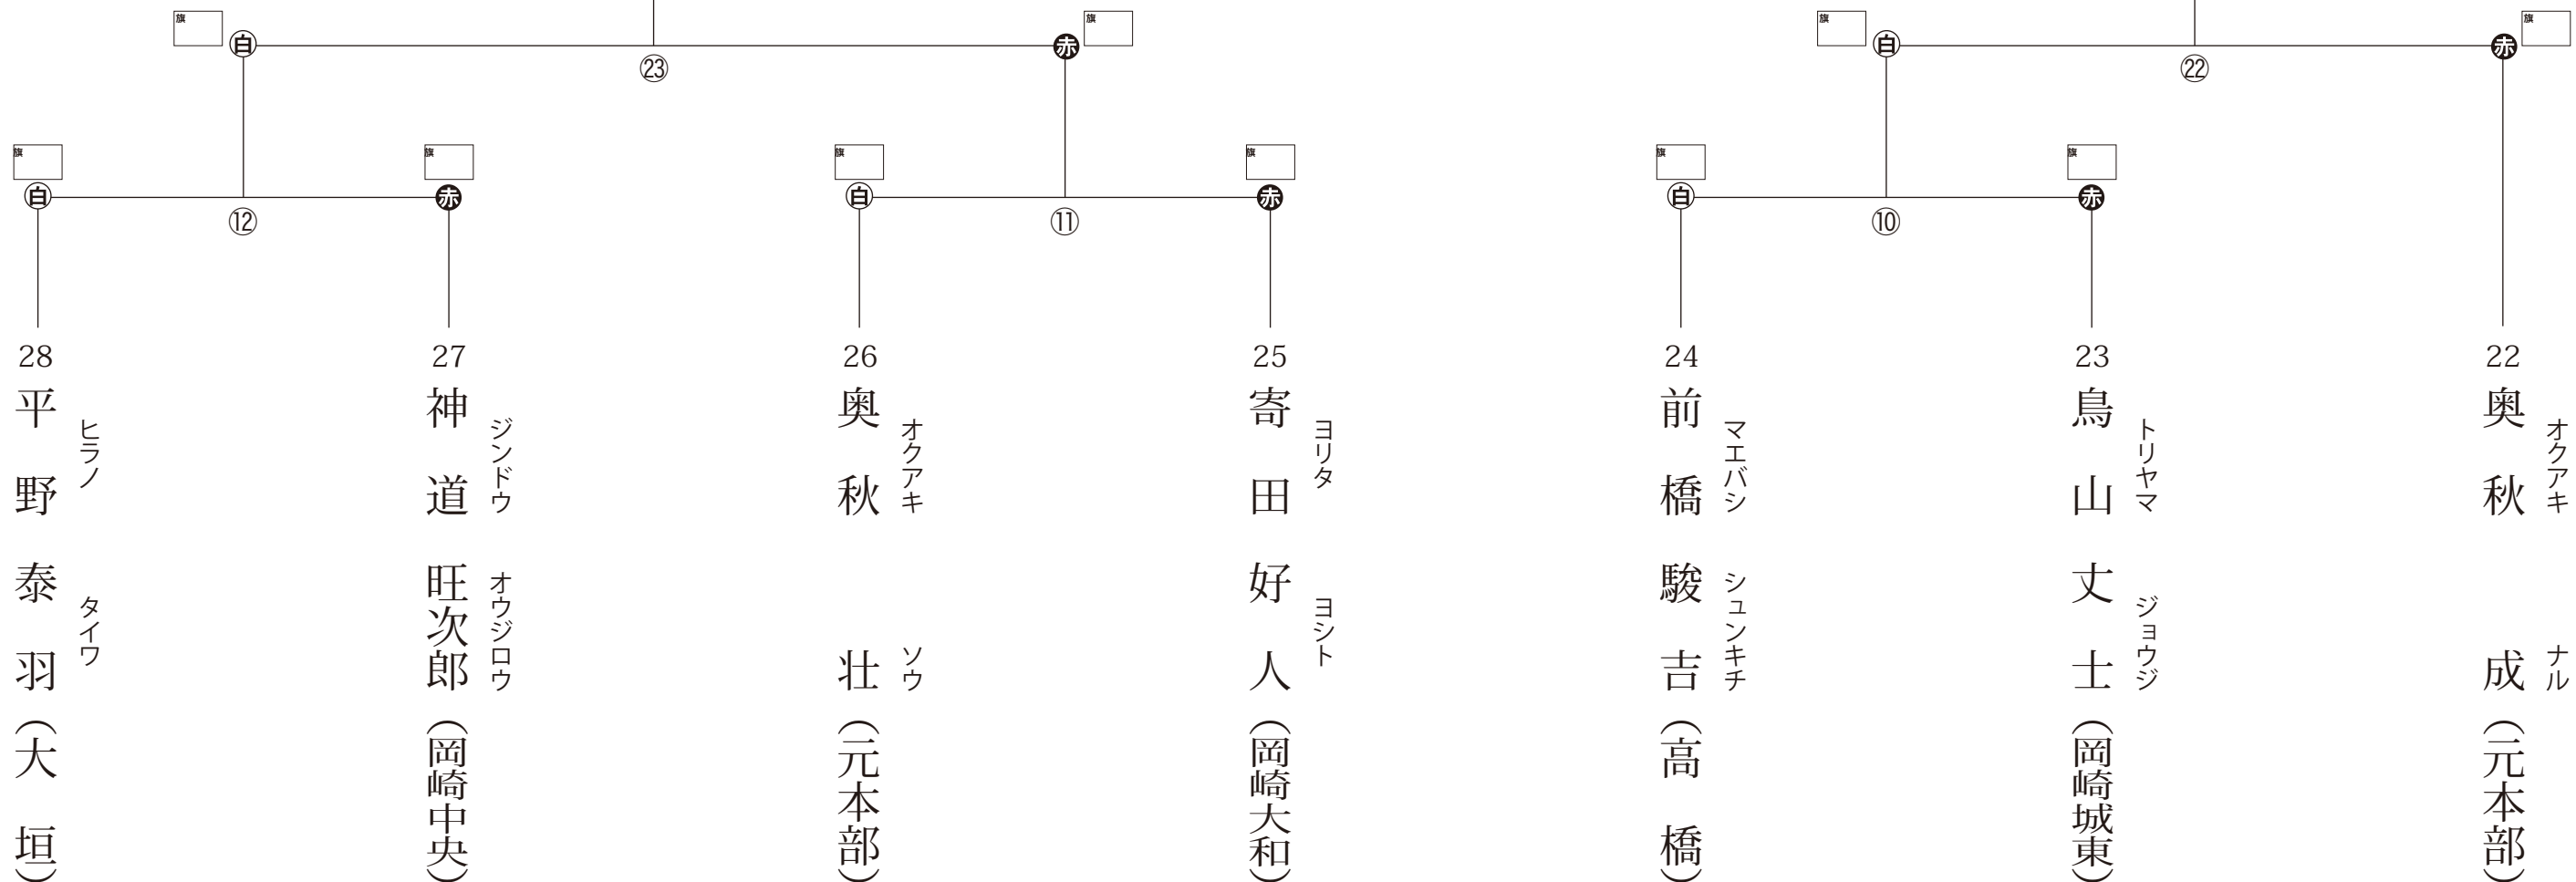 旗
旗
旗
旗
白
赤
白
赤
㉓
㉒
旗
旗
旗
旗
旗
旗
白
赤
白
赤
白
赤
⑫
⑪
⑩
22
奥秋 成（元本部）
オクアキ ナル
23
鳥山丈士（岡崎城東）
トリヤマ ジョウジ
24
前橋駿吉（高橋）
マエバシ シュンキチ
25
寄田好人（岡崎大和）
ヨリタ ヨシト
26
奥秋 壮（元本部）
オクアキ ソウ
27
神道旺次郎（岡崎中央）
ジンドウ オウジロウ
28
平野泰羽（大垣）
ヒラノ タイワ